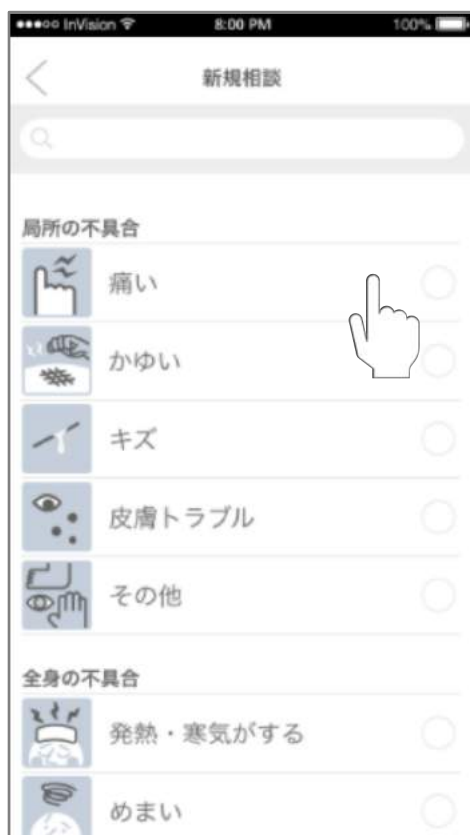 ●●●○○ InVision 8:00 PM 100%
新規相談
局所の不具合
痛い
かゆい
キズ
皮膚トラブル
その他
全身の不具合
発熱・寒気がする
めまい